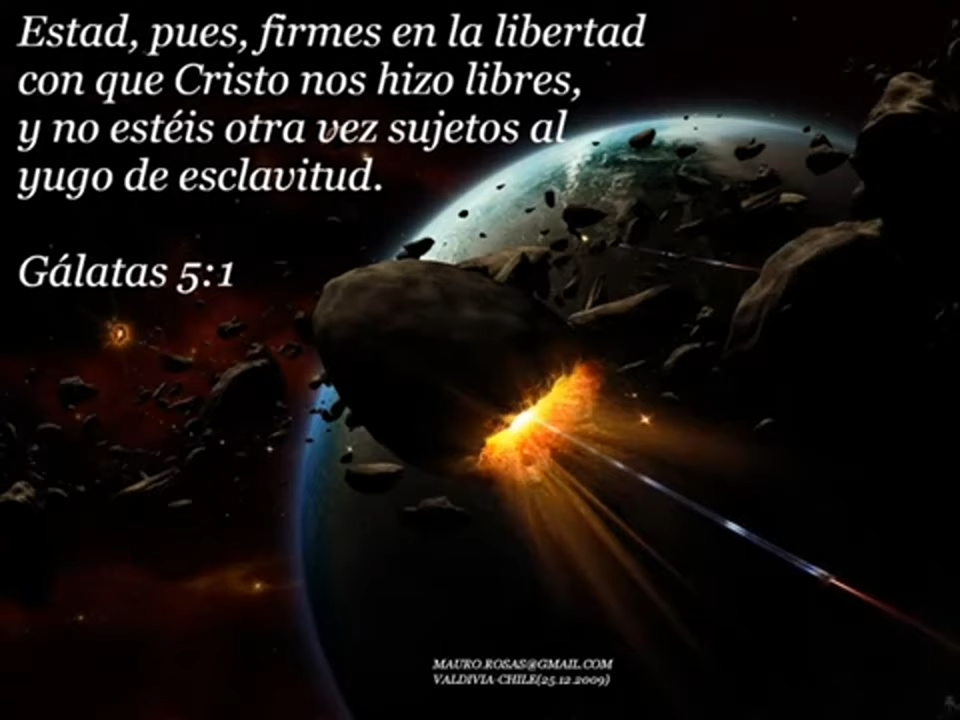 Estad, pues, firmes en la libertad
con que Cristo nos hizo libres,
y no estéis otra vez sujetos al
yugo de esclavitud.
Gálatas 5:1
MAURO.ROSAS@GMAIL.COM
VALDIVIA-CHILE(25.12.2009)